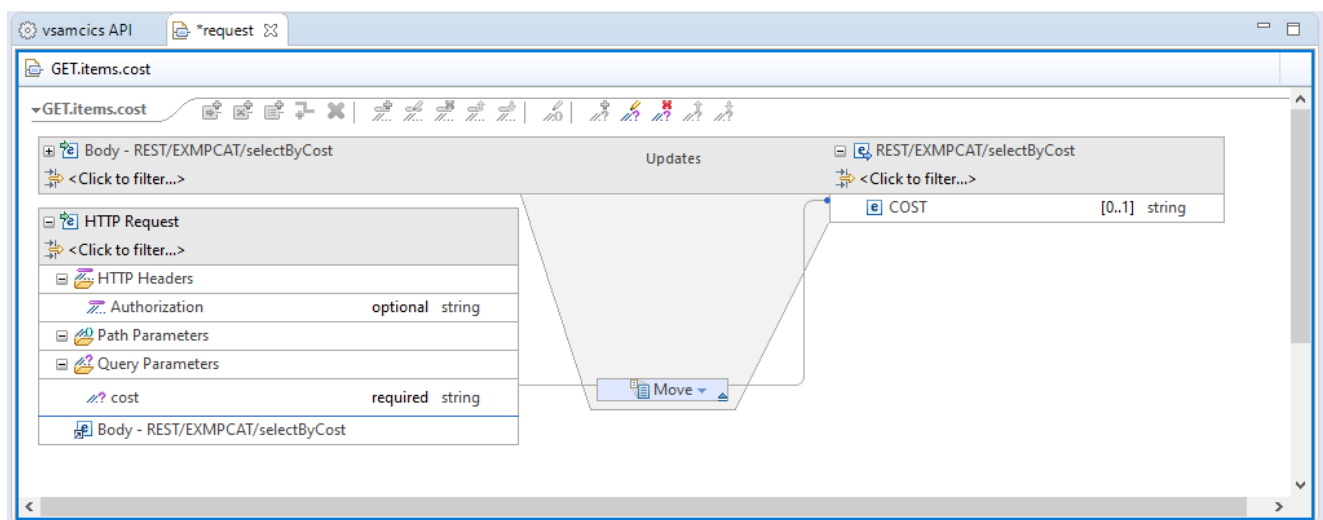 vsamcics API
*request
GET.items.cost
GET.items.cost
Body - REST/EXMPCAT/selectByCost
<Click to filter...>
Updates
REST/EXMPCAT/selectByCost
<Click to filter...>
COST [0..1] string
HTTP Request
<Click to filter...>
HTTP Headers
Authorization optional string
Path Parameters
Query Parameters
cost required string
Move
Body - REST/EXMPCAT/selectByCost